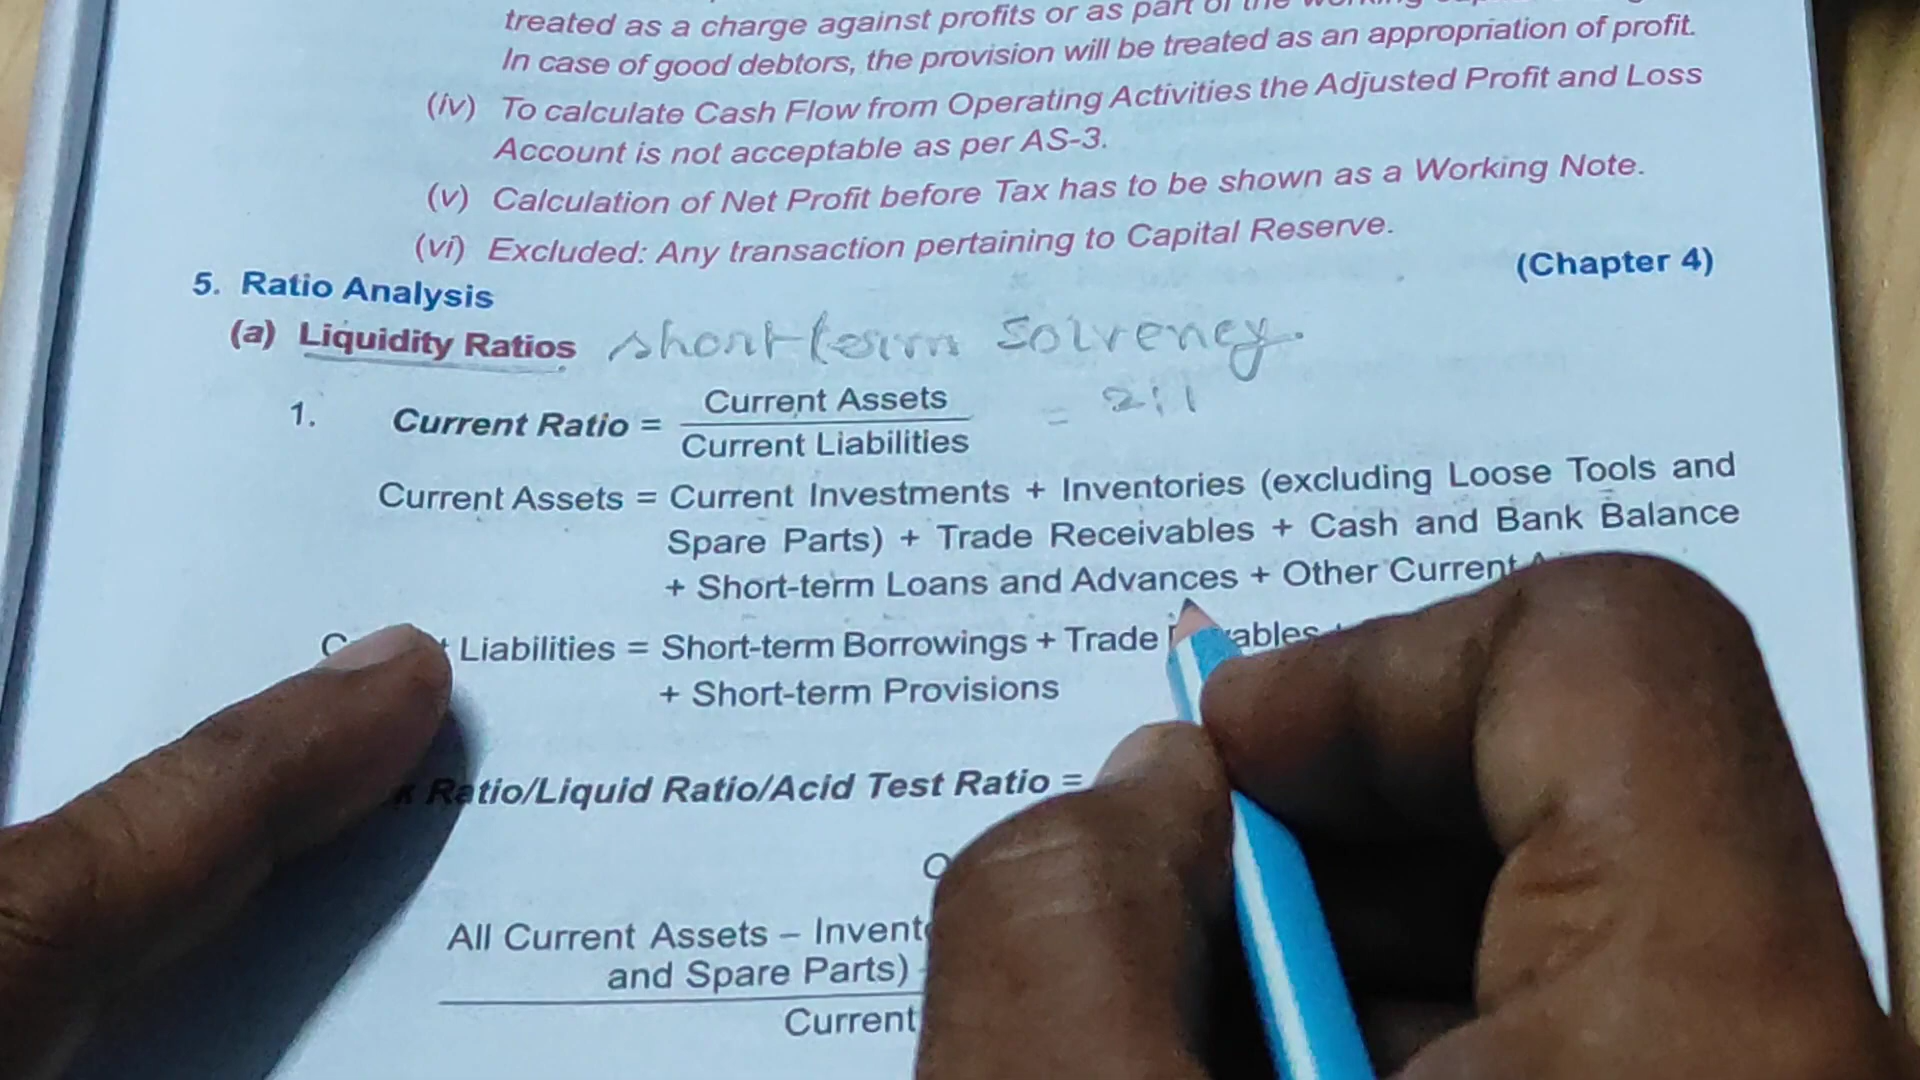 treated as a charge against profits or as part of the
In case of good debtors, the provision will be treated as an appropriation of profit.
(iv) To calculate Cash Flow from Operating Activities the Adjusted Profit and Loss
Account is not acceptable as per AS-3.
(v) Calculation of Net Profit before Tax has to be shown as a Working Note.
(vi) Excluded: Any transaction pertaining to Capital Reserve.
(Chapter 4)
5. Ratio Analysis
(a) Liquidity Ratios short term solvency.
1. Current Ratio = Current Assets = 2:1
Current Liabilities
Current Assets = Current Investments + Inventories (excluding Loose Tools and
Spare Parts) + Trade Receivables + Cash and Bank Balance
+ Short-term Loans and Advances + Other Current
Liabilities = Short-term Borrowings + Trade
+ Short-term Provisions
Ratio/Liquid Ratio/Acid Test Ratio =
All Current Assets –
and Spare Parts)
Current